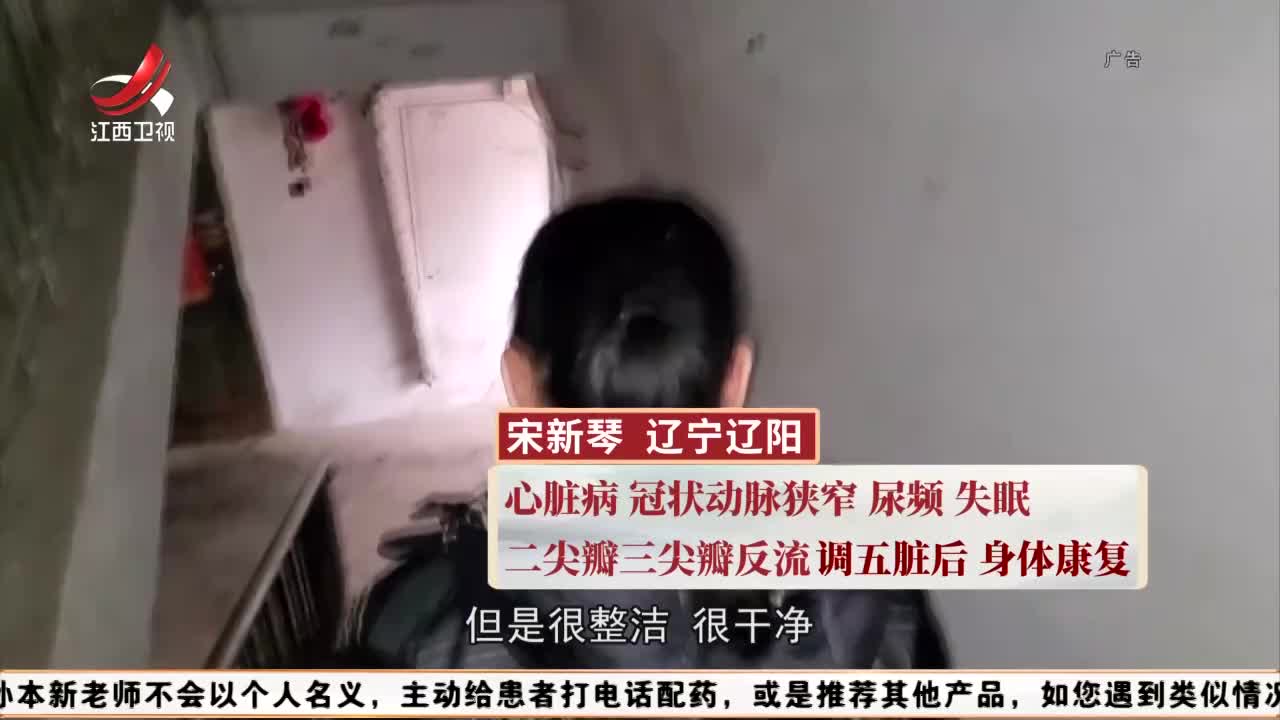 广告
江西卫视
宋新琴 辽宁辽阳
心脏病 冠状动脉狭窄 尿频 失眠
二尖瓣三尖瓣反流 调五脏后 身体康复
但是很整洁 很干净
孙本新老师不会以个人名义，主动给患者打电话配药，或是推荐其他产品，如您遇到类似情况